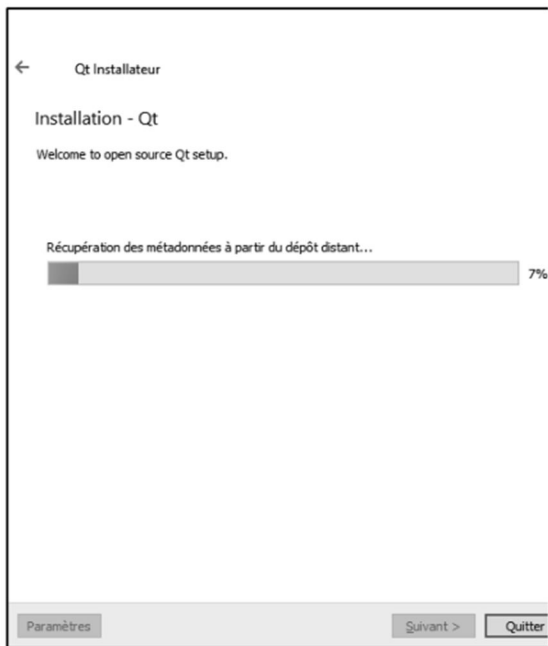 Qt Installateur
Installation - Qt
Welcome to open source Qt setup.
Récupération des métadonnées à partir du dépôt distant...
7%
Paramètres
Suivant >
Quitter